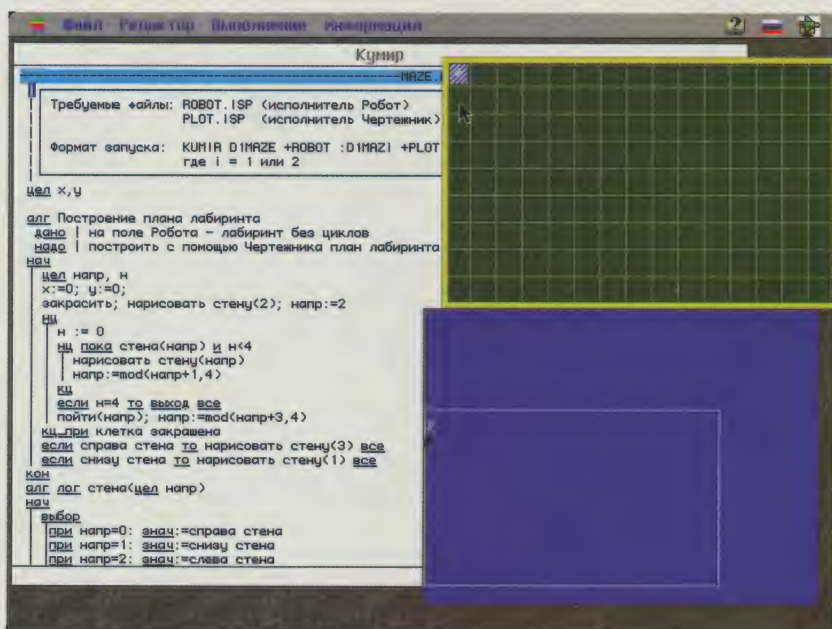 Файл Редактор Выполнение Информация
Кумир
MAZE
Требуемые файлы: ROBOT.ISP (исполнитель Робот)
PLOT.ISP (исполнитель Чертежник)
Формат запуска: KUMIR D1MAZE +ROBOT :D1MAZi +PLOT
где i = 1 или 2
цел x,y
алг Построение плана лабиринта
дано | на поле Робота - лабиринт без циклов
надо | построить с помощью Чертежника план лабиринта
нач
цел напр, н
x:=0; y:=0;
закрасить; нарисовать стену(2); напр:=2
нц
н := 0
нц пока стена(напр) и н<4
нарисовать стену(напр)
напр:=mod(напр+1,4)
кц
если н=4 то выход все
пойти(напр); напр:=mod(напр+3,4)
кц_при клетка закрашена
если справа стена то нарисовать стену(3) все
если снизу стена то нарисовать стену(1) все
кон
алг лог стена(цел напр)
нач
выбор
при напр=0: знач:=справа стена
при напр=1: знач:=снизу стена
при напр=2: знач:=слева стена